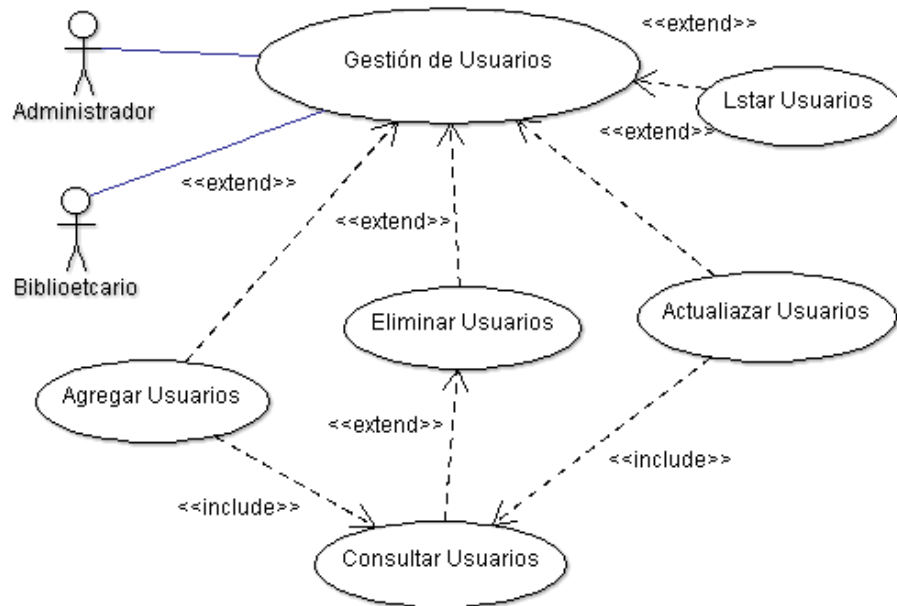 <<extend>>
Gestión de Usuarios
Lstar Usuarios
Administrador
<<extend>>
<<extend>>
<<extend>>
Biblioetcario
Eliminar Usuarios
Actualiazar Usuarios
Agregar Usuarios
<<extend>>
<<include>>
<<include>>
Consultar Usuarios